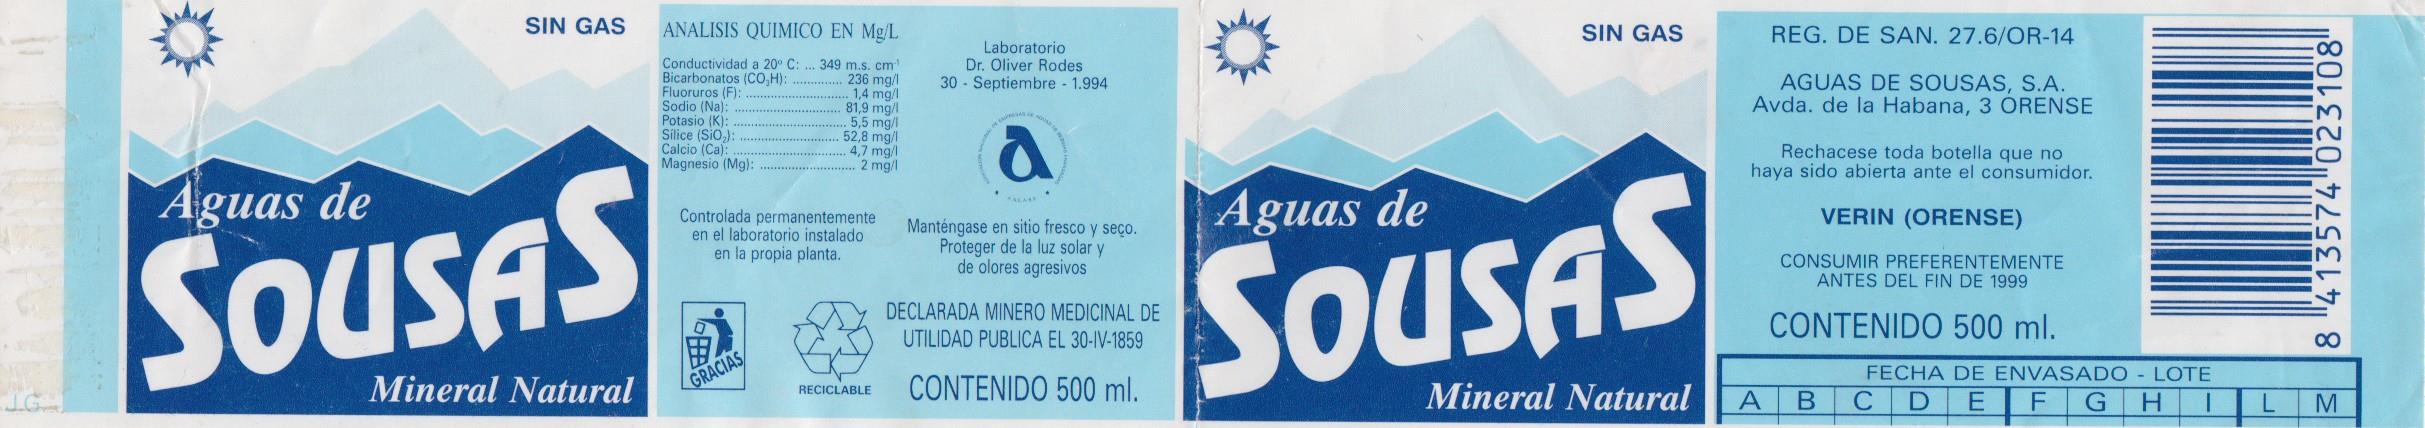 SIN GAS
Aguas de
SOUSAS
Mineral Natural
ANALISIS QUIMICO EN Mg/L
Conductividad a 20º C: ... 349 m.s. cm⁻¹
Bicarbonatos (CO₃H): ............. 236 mg/l
Fluoruros (F): ........................... 1,4 mg/l
Sodio (Na): ............................. 81,9 mg/l
Potasio (K): ............................. 5,5 mg/l
Sílice (SiO₂): ........................... 52,8 mg/l
Calcio (Ca): ............................. 4,7 mg/l
Magnesio (Mg): ....................... 2 mg/l
Laboratorio
Dr. Oliver Rodes
30 - Septiembre - 1.994
Controlada permanentemente
en el laboratorio instalado
en la propia planta.
Manténgase en sitio fresco y seco.
Proteger de la luz solar y
de olores agresivos
GRACIAS
RECICLABLE
DECLARADA MINERO MEDICINAL DE
UTILIDAD PUBLICA EL 30-IV-1859
CONTENIDO 500 ml.
SIN GAS
Aguas de
SOUSAS
Mineral Natural
REG. DE SAN. 27.6/OR-14
AGUAS DE SOUSAS, S.A.
Avda. de la Habana, 3 ORENSE
Rechacese toda botella que no
haya sido abierta ante el consumidor.
VERIN (ORENSE)
CONSUMIR PREFERENTEMENTE
ANTES DEL FIN DE 1999
CONTENIDO 500 ml.
8 413574 023108
FECHA DE ENVASADO - LOTE
A B C D E F G H I L M
J G